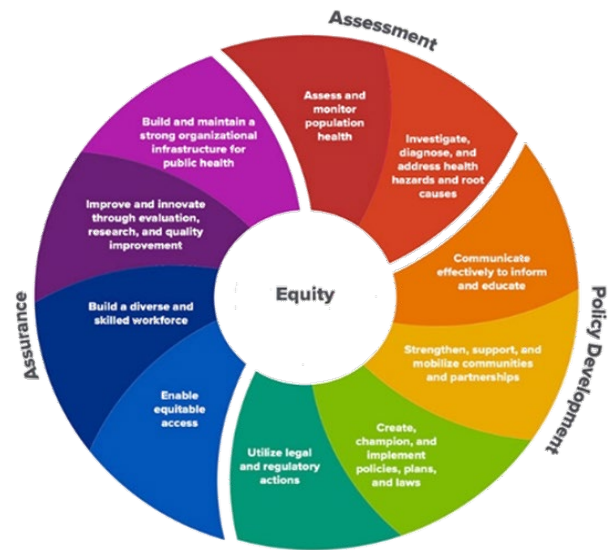 Assessment
Assess and
monitor
population
health
Investigate,
diagnose, and
address health
hazards and root
causes
Policy Development
Communicate
effectively to inform
and educate
Strengthen, support, and
mobilize communities
and partnerships
Create,
champion, and
implement
policies, plans,
and laws
Utilize legal
and regulatory
actions
Assurance
Enable
equitable
access
Build a diverse and
skilled workforce
Improve and innovate
through evaluation,
research, and quality
improvement
Build and maintain a
strong organizational
infrastructure for
public health
Equity